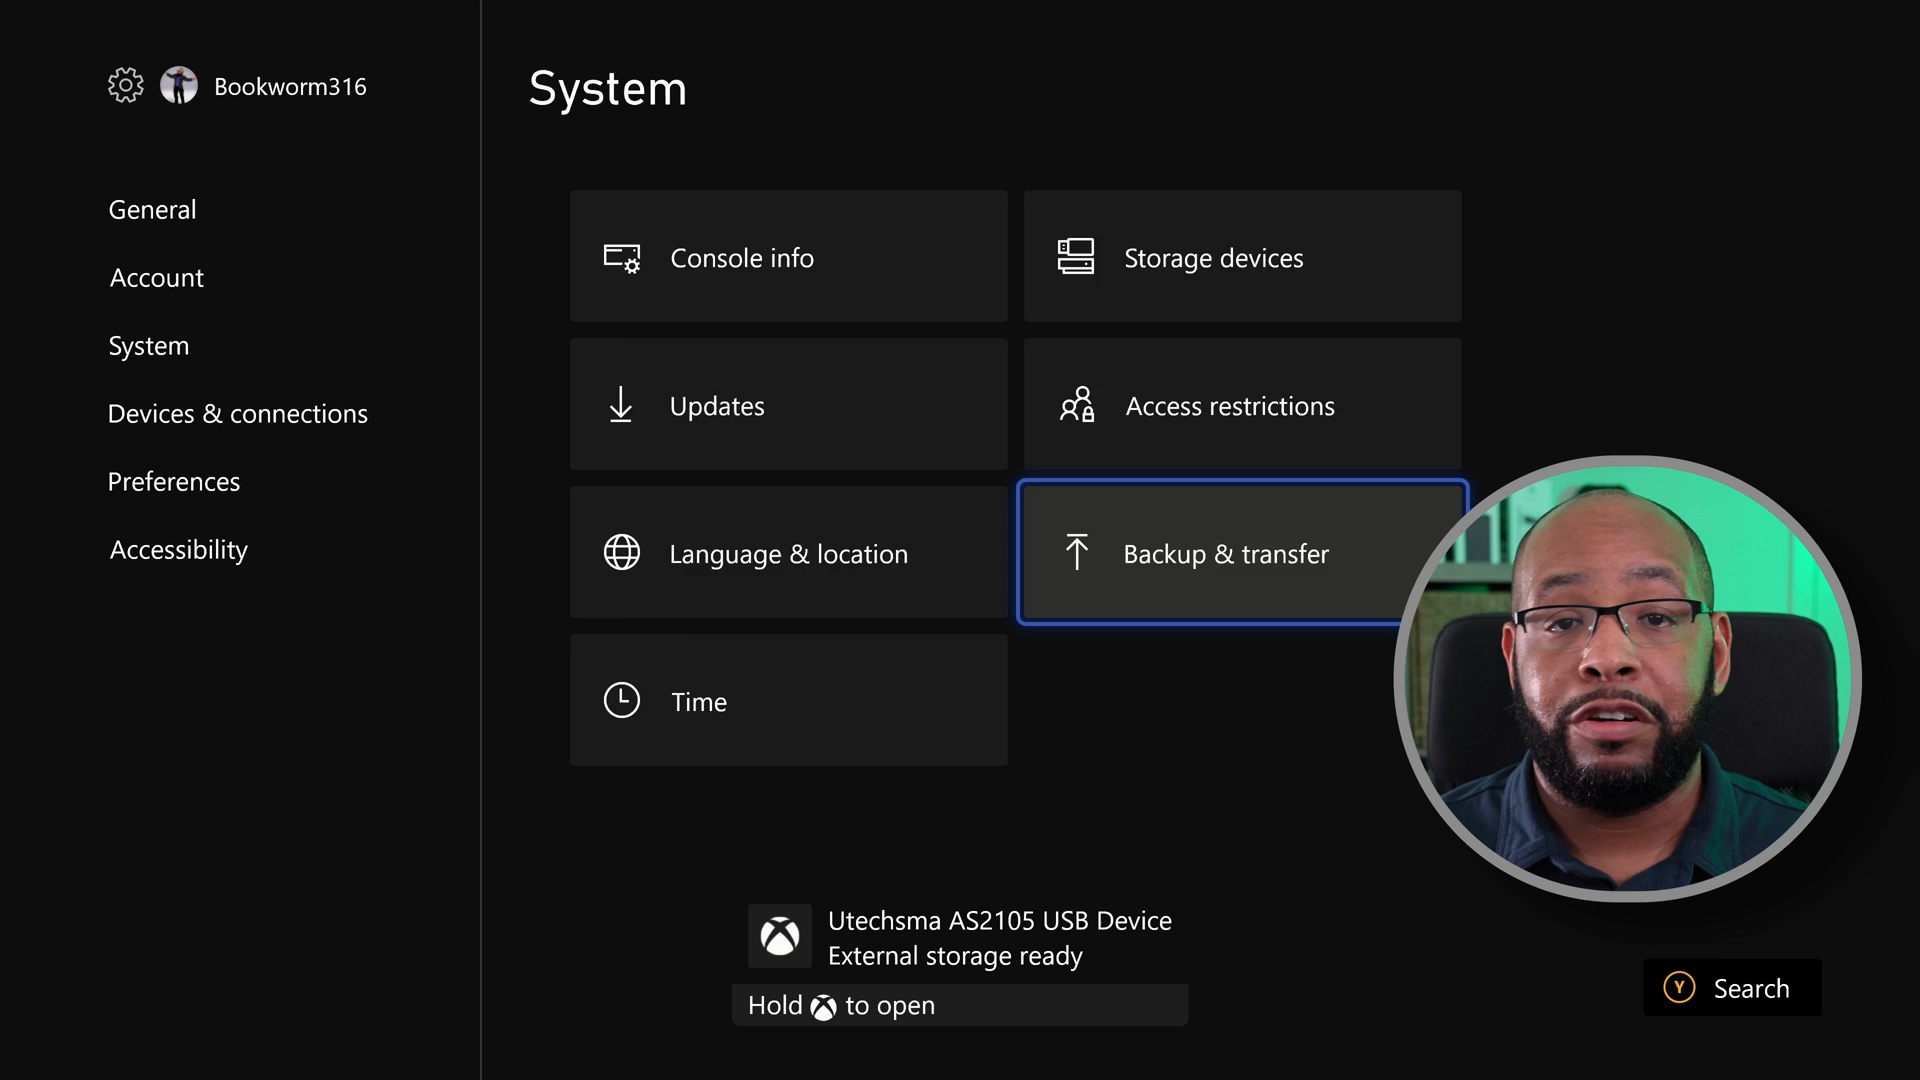 Bookworm316
General
Account
System
Devices & connections
Preferences
Accessibility
System
Console info
Storage devices
Updates
Access restrictions
Language & location
Backup & transfer
Time
Utechsma AS2105 USB Device
External storage ready
Hold to open
Y Search